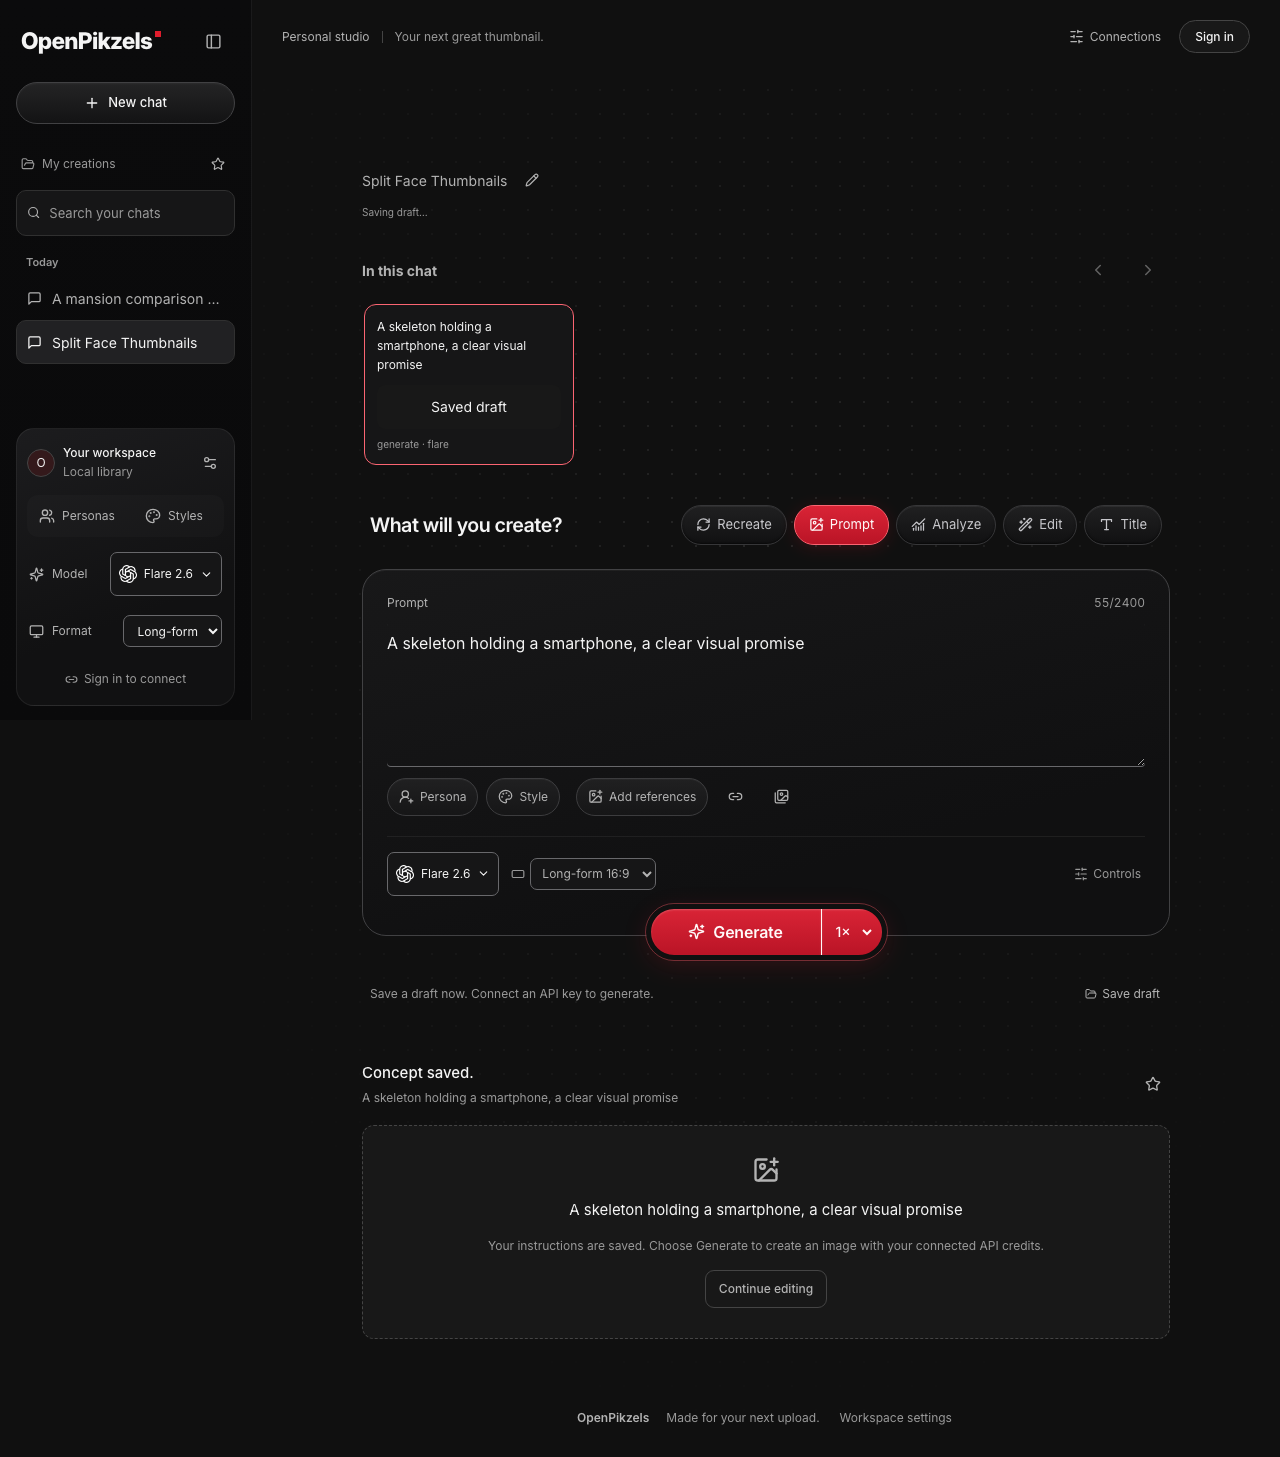 OpenPikzels
New chat
My creations
Search your chats
Today
A mansion comparison ...
Split Face Thumbnails
O
Your workspace
Local library
Personas
Styles
Model
Flare 2.6
Format
Long-form
Sign in to connect
Personal studio
Your next great thumbnail.
Connections
Sign in
Split Face Thumbnails
Saving draft...
In this chat
A skeleton holding a
smartphone, a clear visual
promise
Saved draft
generate · flare
What will you create?
Recreate
Prompt
Analyze
Edit
Title
Prompt
55/2400
A skeleton holding a smartphone, a clear visual promise
Persona
Style
Add references
Flare 2.6
Long-form 16:9
Controls
Generate
1×
Save a draft now. Connect an API key to generate.
Save draft
Concept saved.
A skeleton holding a smartphone, a clear visual promise
A skeleton holding a smartphone, a clear visual promise
Your instructions are saved. Choose Generate to create an image with your connected API credits.
Continue editing
OpenPikzels
Made for your next upload.
Workspace settings